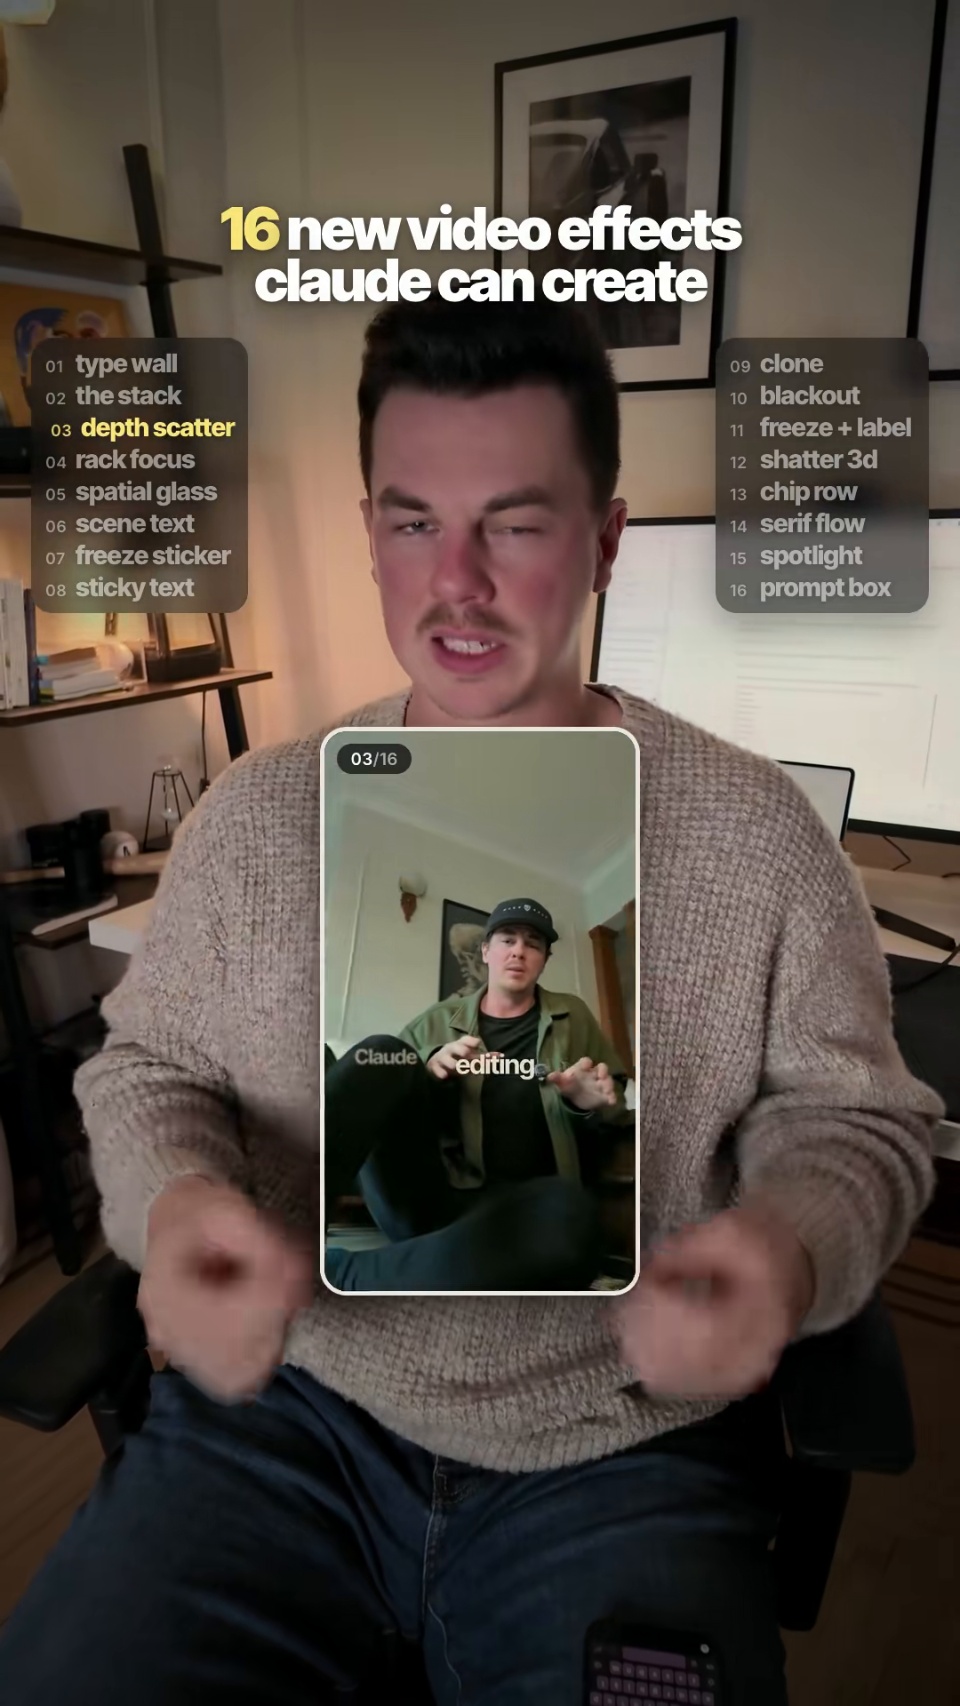 16 new video effects
claude can create
01 type wall
02 the stack
03 depth scatter
04 rack focus
05 spatial glass
06 scene text
07 freeze sticker
08 sticky text
09 clone
10 blackout
11 freeze + label
12 shatter 3d
13 chip row
14 serif flow
15 spotlight
16 prompt box
03/16
Claude editing